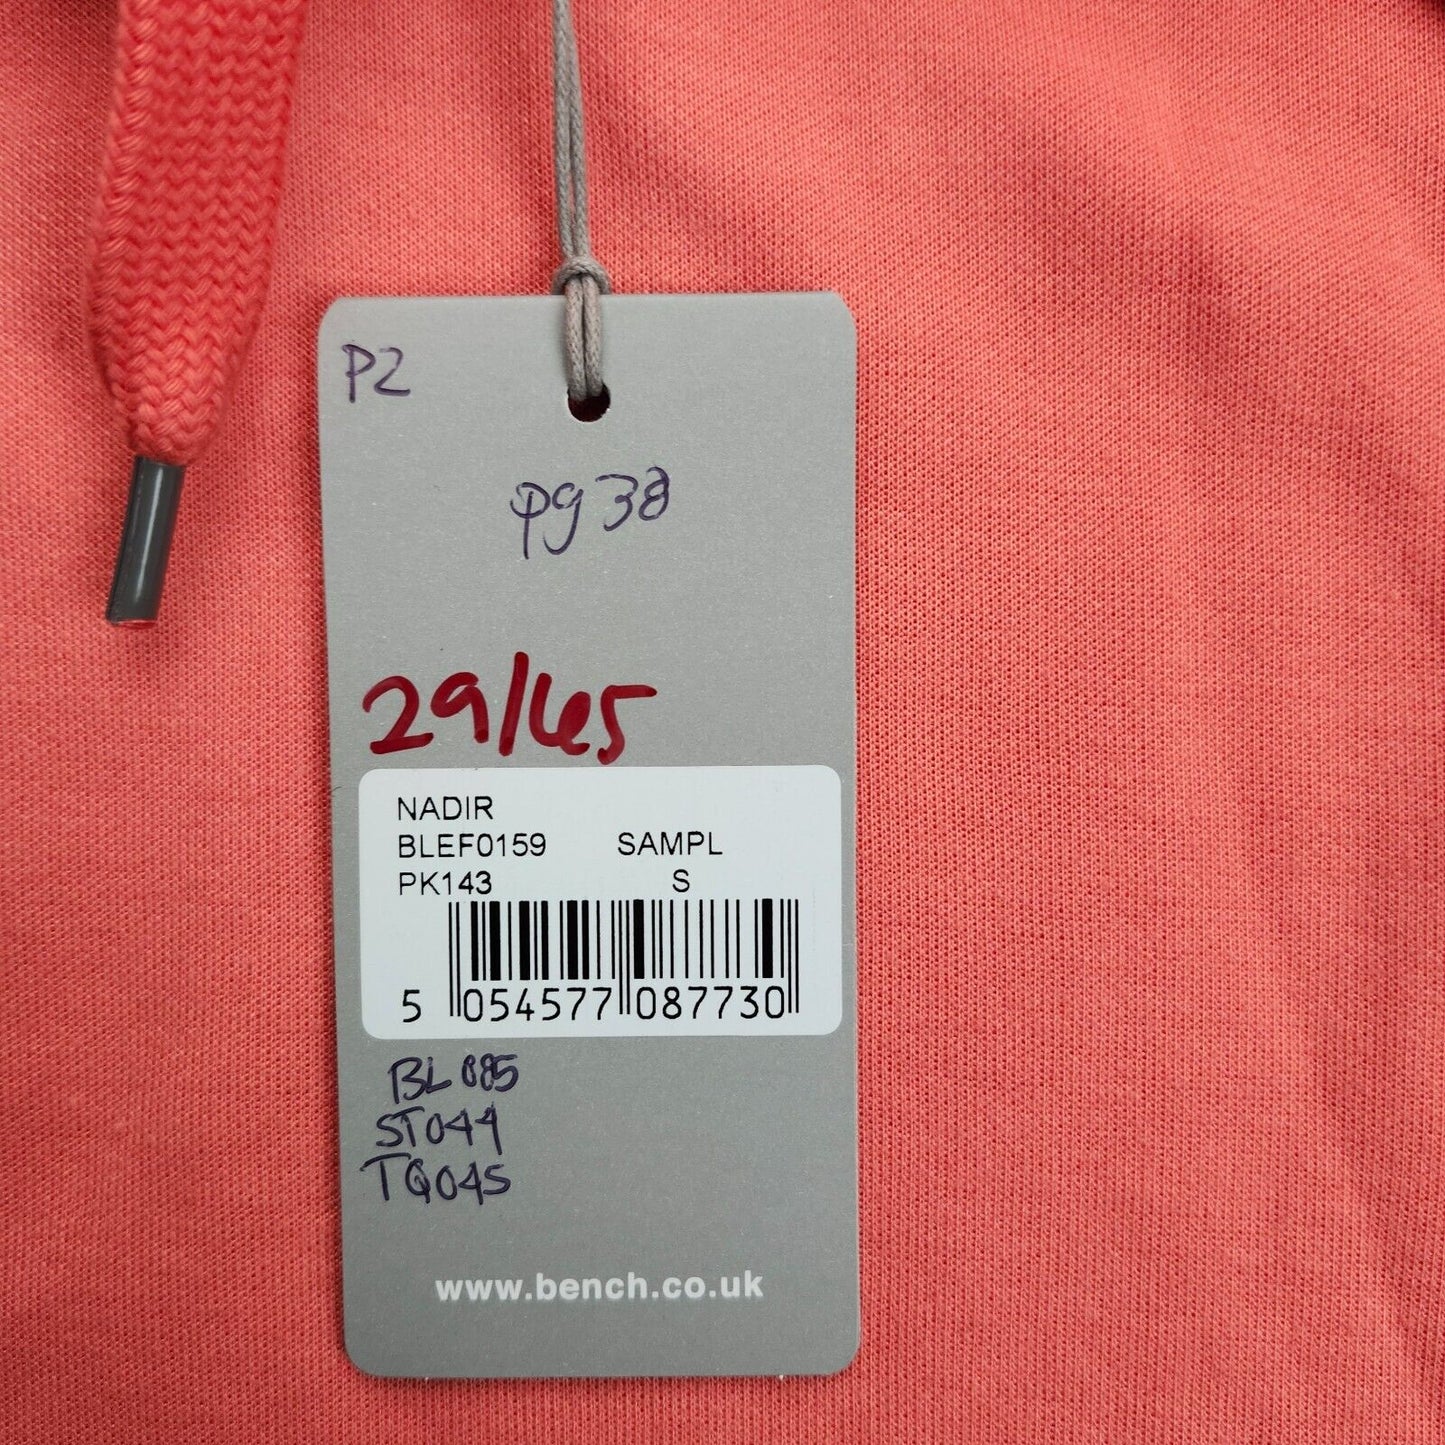 P2
pg 38
29/65
NADIR
BLEF0159 SAMPL
PK143 S
5 054577 087730
BL085
ST044
TQ045
www.bench.co.uk